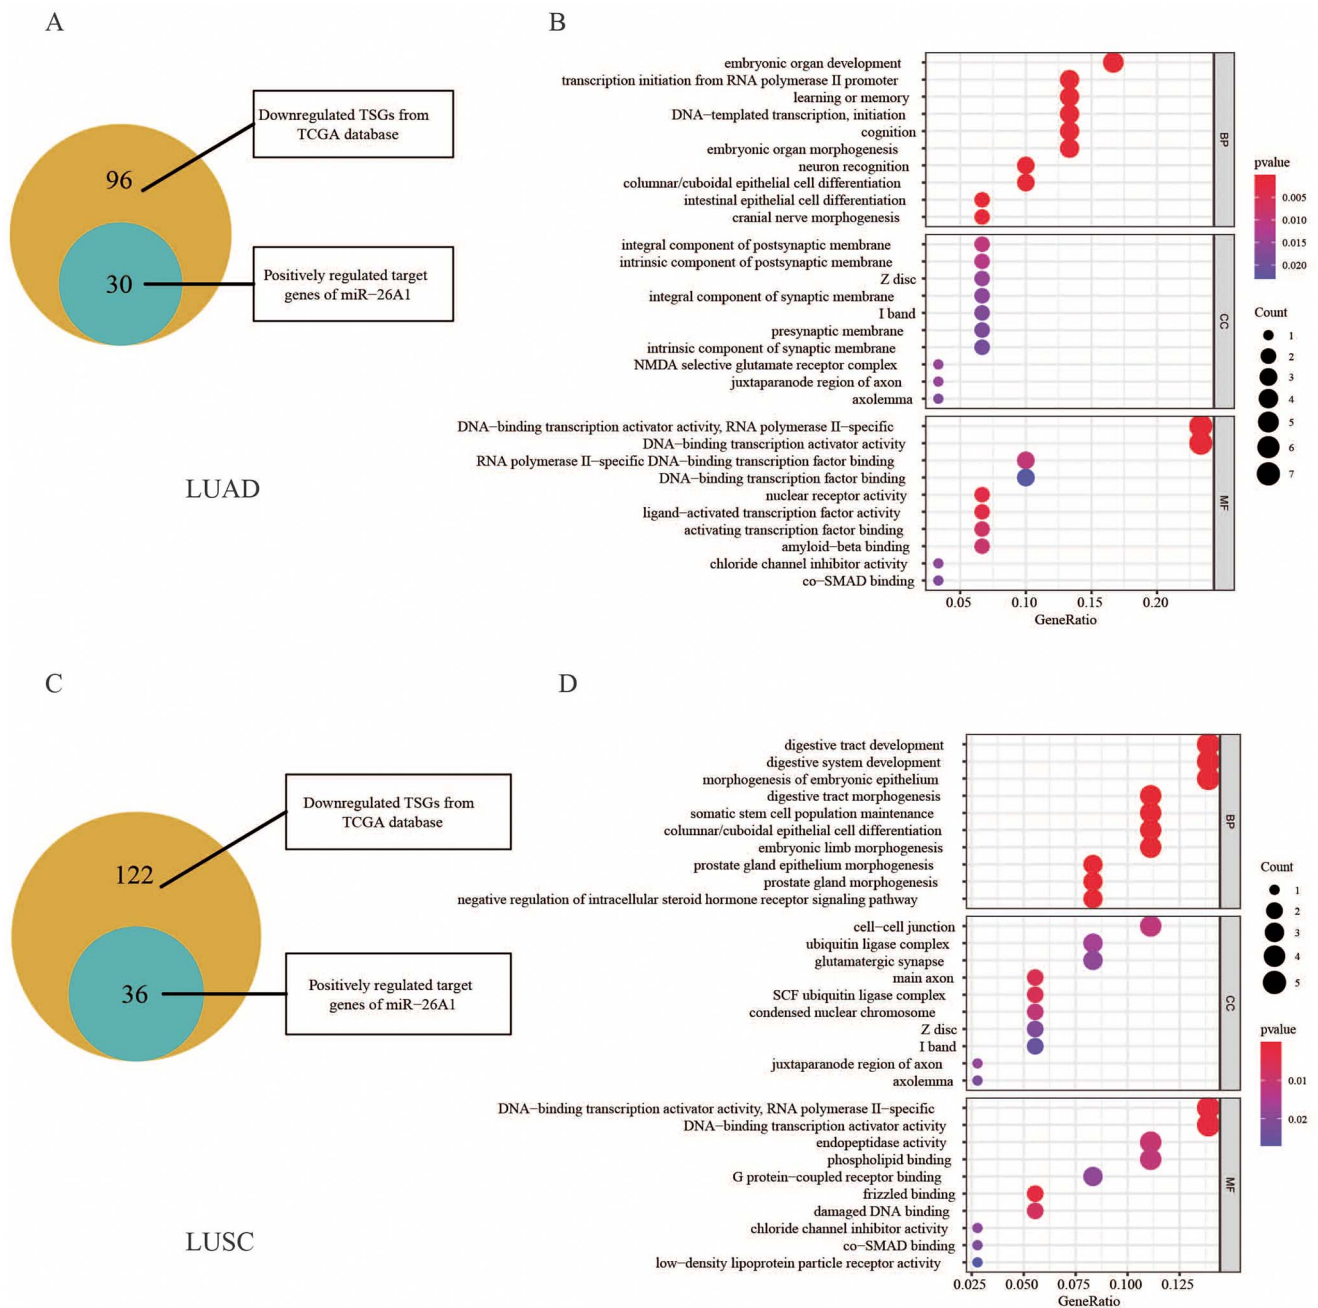 A
Downregulated TSGs from
TCGA database
96
30
Positively regulated target
genes of miR−26A1
LUAD
B
embryonic organ development
transcription initiation from RNA polymerase II promoter
learning or memory
DNA−templated transcription, initiation
cognition
embryonic organ morphogenesis
neuron recognition
columnar/cuboidal epithelial cell differentiation
intestinal epithelial cell differentiation
cranial nerve morphogenesis
BP
integral component of postsynaptic membrane
intrinsic component of postsynaptic membrane
Z disc
integral component of synaptic membrane
I band
presynaptic membrane
intrinsic component of synaptic membrane
NMDA selective glutamate receptor complex
juxtaparanode region of axon
axolemma
CC
DNA−binding transcription activator activity, RNA polymerase II−specific
DNA−binding transcription activator activity
RNA polymerase II−specific DNA−binding transcription factor binding
DNA−binding transcription factor binding
nuclear receptor activity
ligand−activated transcription factor activity
activating transcription factor binding
amyloid−beta binding
chloride channel inhibitor activity
co−SMAD binding
MF
0.05 0.10 0.15 0.20
GeneRatio
pvalue
0.005
0.010
0.015
0.020
Count
1
2
3
4
5
6
7
C
Downregulated TSGs from
TCGA database
122
36
Positively regulated target
genes of miR−26A1
LUSC
D
digestive tract development
digestive system development
morphogenesis of embryonic epithelium
digestive tract morphogenesis
somatic stem cell population maintenance
columnar/cuboidal epithelial cell differentiation
embryonic limb morphogenesis
prostate gland epithelium morphogenesis
prostate gland morphogenesis
negative regulation of intracellular steroid hormone receptor signaling pathway
BP
cell−cell junction
ubiquitin ligase complex
glutamatergic synapse
main axon
SCF ubiquitin ligase complex
condensed nuclear chromosome
Z disc
I band
juxtaparanode region of axon
axolemma
CC
DNA−binding transcription activator activity, RNA polymerase II−specific
DNA−binding transcription activator activity
endopeptidase activity
phospholipid binding
G protein−coupled receptor binding
frizzled binding
damaged DNA binding
chloride channel inhibitor activity
co−SMAD binding
low−density lipoprotein particle receptor activity
MF
0.025 0.050 0.075 0.100 0.125
GeneRatio
Count
1
2
3
4
5
pvalue
0.01
0.02